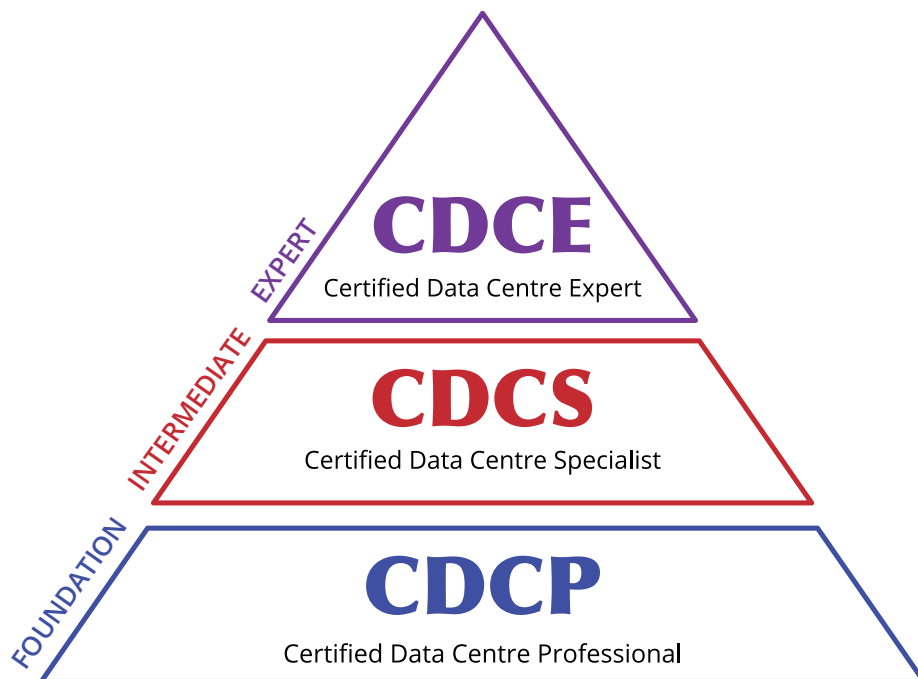 EXPERT
CDCE
Certified Data Centre Expert
INTERMEDIATE
CDCS
Certified Data Centre Specialist
FOUNDATION
CDCP
Certified Data Centre Professional